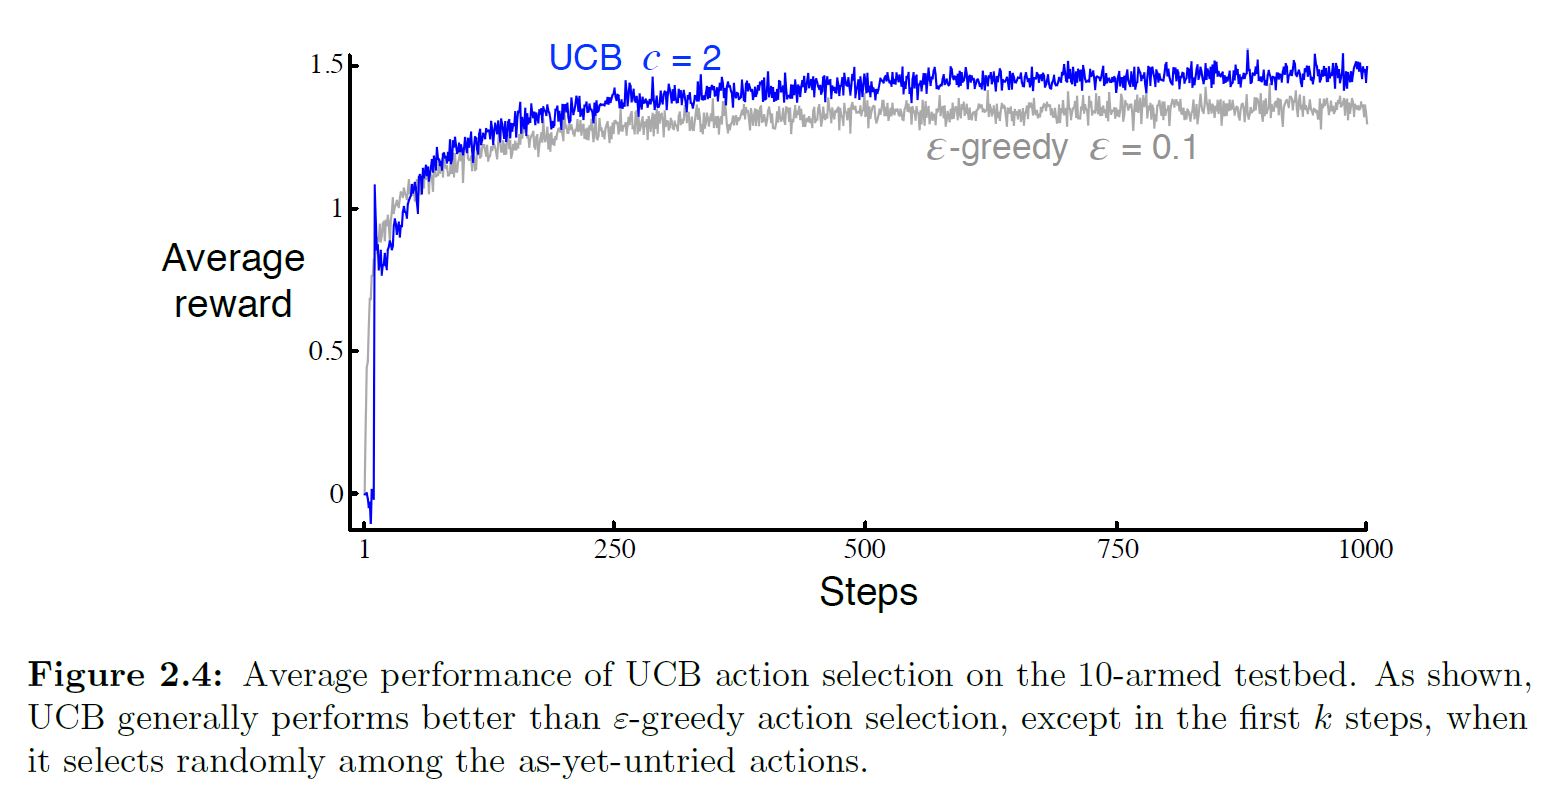 UCB c = 2
1.5
ε-greedy ε = 0.1
1
Average
reward
0.5
0
1 250 500 750 1000
Steps
Figure 2.4: Average performance of UCB action selection on the 10-armed testbed. As shown,
UCB generally performs better than ε-greedy action selection, except in the first k steps, when
it selects randomly among the as-yet-untried actions.